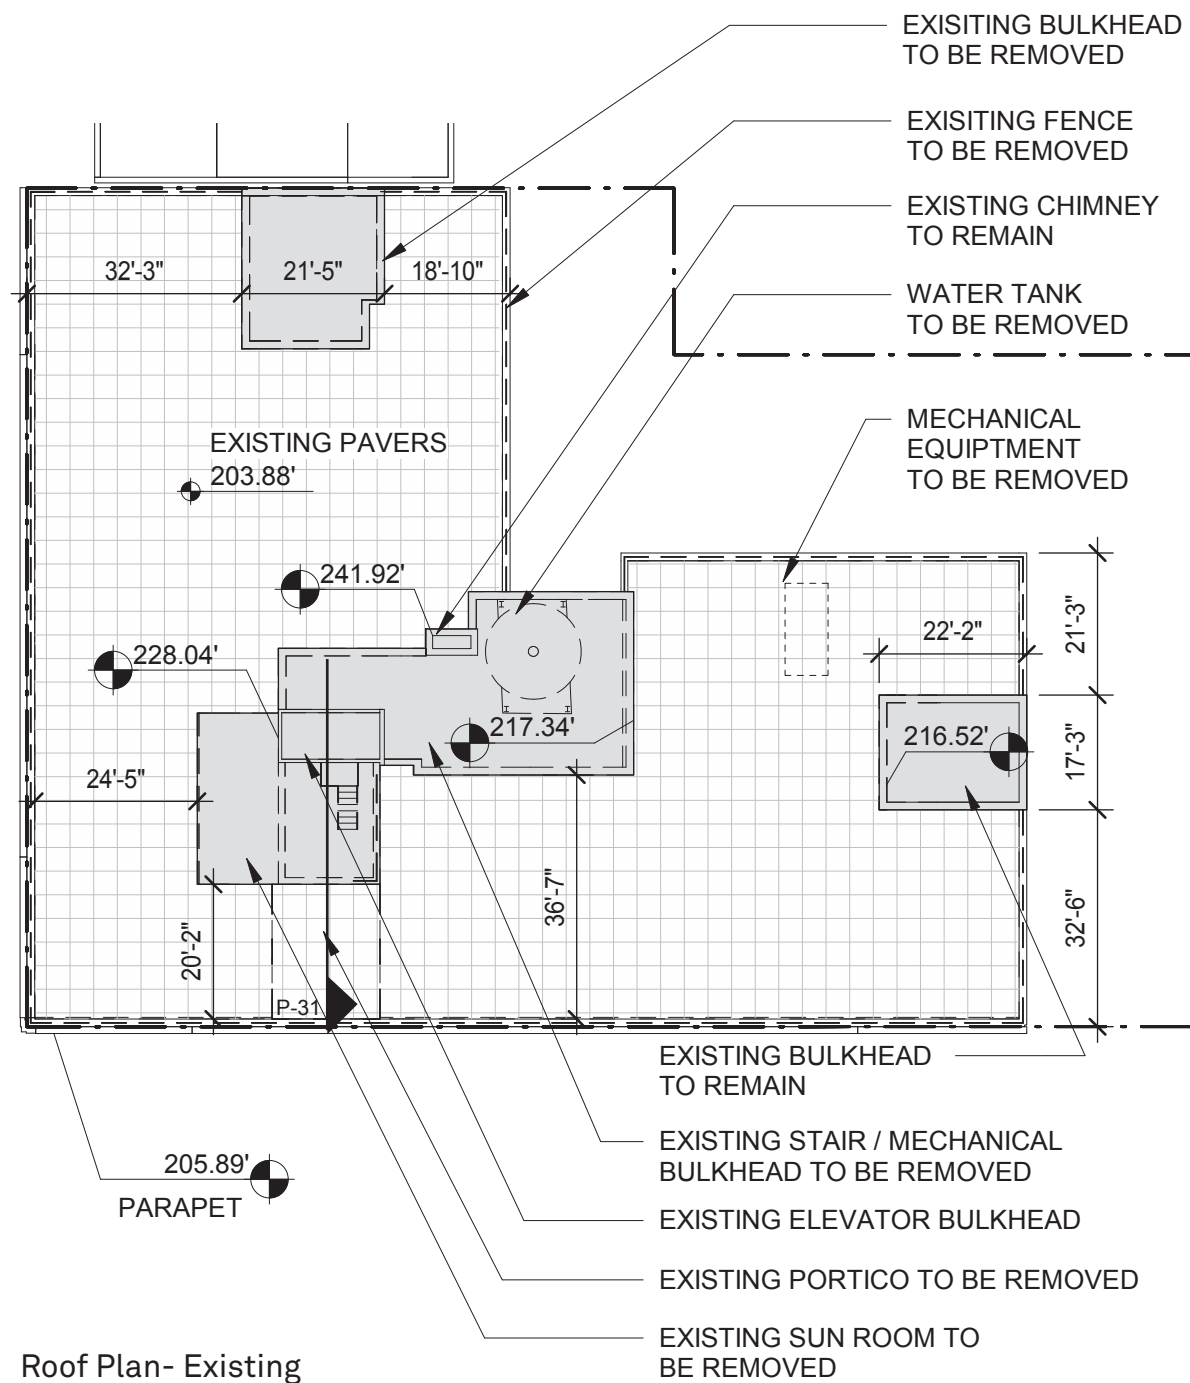 EXISITING BULKHEAD
TO BE REMOVED
EXISITING FENCE
TO BE REMOVED
EXISTING CHIMNEY
TO REMAIN
WATER TANK
TO BE REMOVED
32'-3"
21'-5"
18'-10"
MECHANICAL
EQUIPTMENT
TO BE REMOVED
EXISTING PAVERS
203.88'
241.92'
228.04'
217.34'
22'-2"
21'-3"
216.52'
17'-3"
24'-5"
36'-7"
32'-6"
20'-2"
P-31
EXISTING BULKHEAD
TO REMAIN
EXISTING STAIR / MECHANICAL
BULKHEAD TO BE REMOVED
205.89'
PARAPET
EXISTING ELEVATOR BULKHEAD
EXISTING PORTICO TO BE REMOVED
EXISTING SUN ROOM TO
BE REMOVED
Roof Plan- Existing